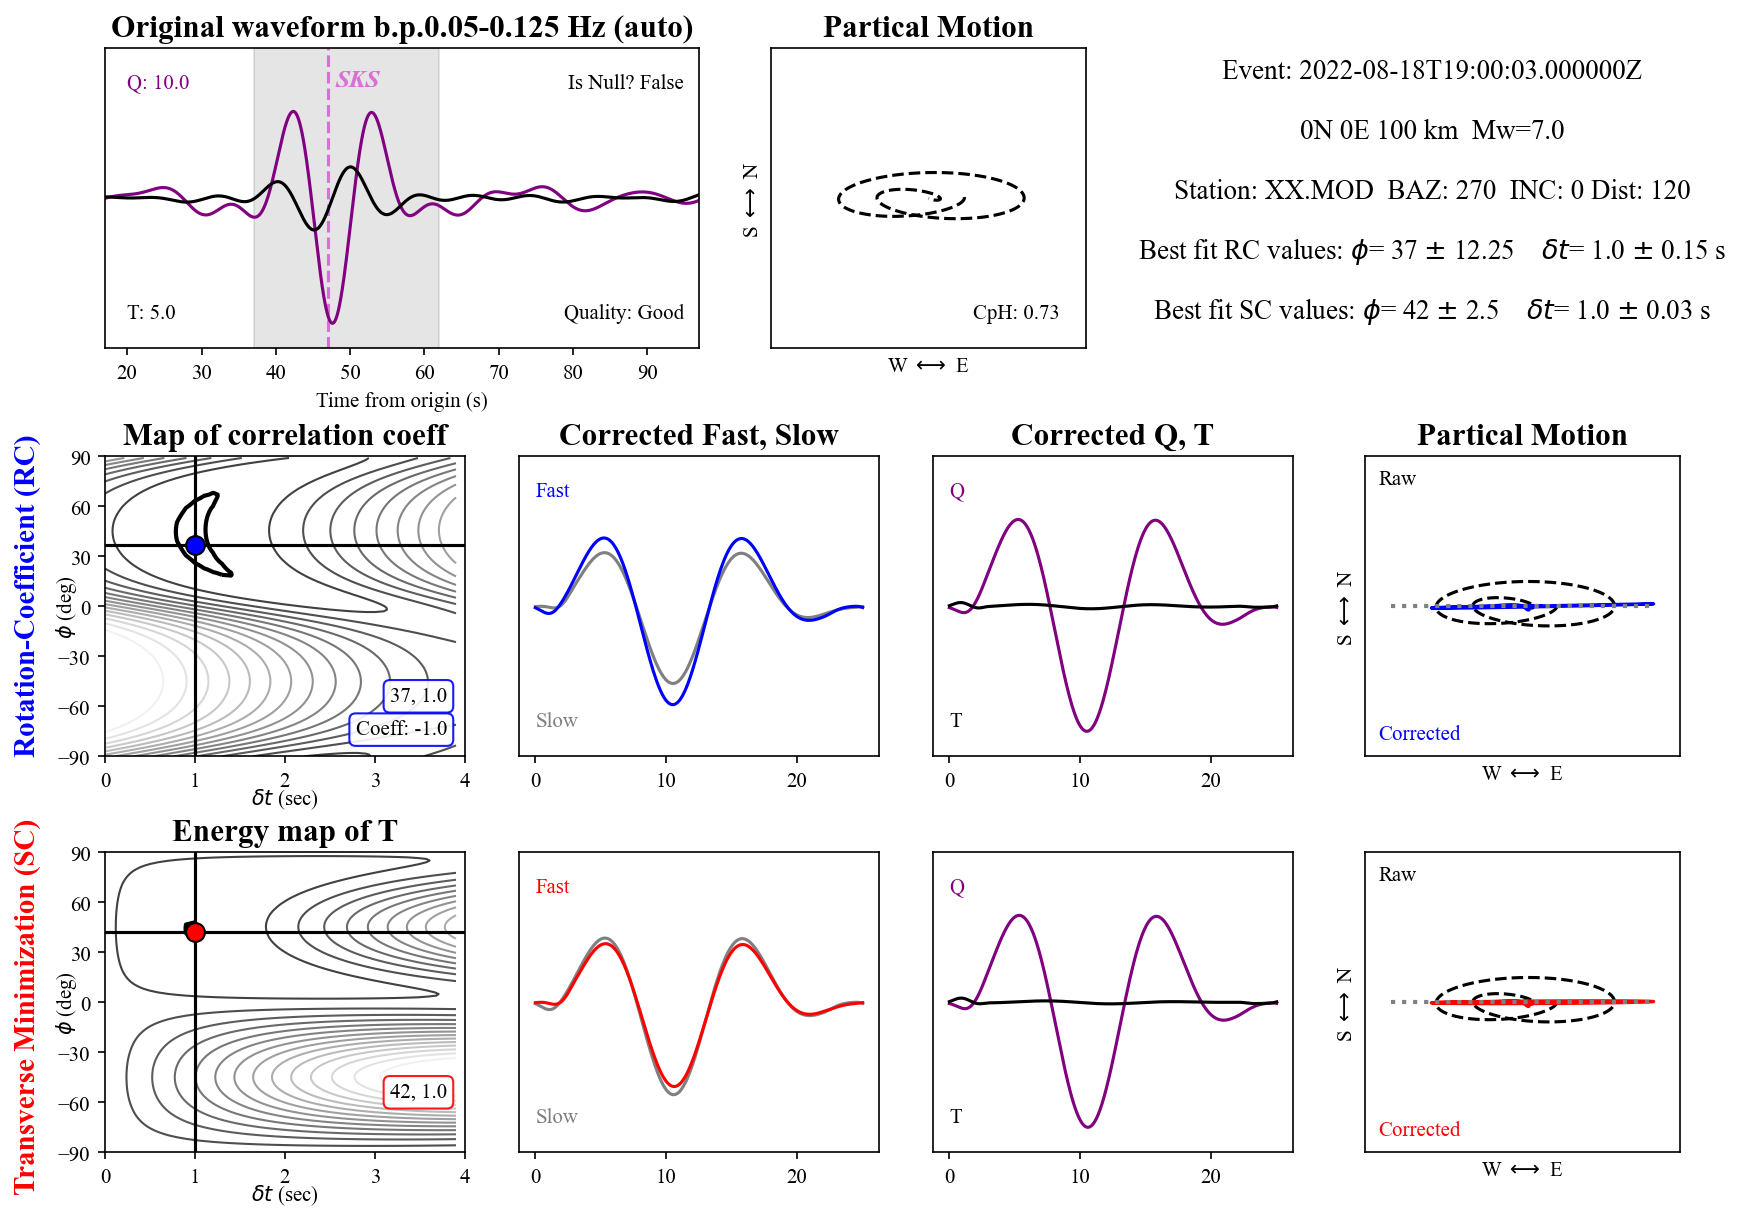 Original waveform b.p.0.05-0.125 Hz (auto)
Q: 10.0
SKS
Is Null? False
T: 5.0
Quality: Good
20 30 40 50 60 70 80 90
Time from origin (s)
Partical Motion
S ⟷ N
CpH: 0.73
W ⟷ E
Event: 2022-08-18T19:00:03.000000Z
0N 0E 100 km Mw=7.0
Station: XX.MOD BAZ: 270 INC: 0 Dist: 120
Best fit RC values: ϕ= 37 ± 12.25 δt= 1.0 ± 0.15 s
Best fit SC values: ϕ= 42 ± 2.5 δt= 1.0 ± 0.03 s
Rotation-Coefficient (RC)
Map of correlation coeff
90
60
30
0
−30
−60
−90
ϕ (deg)
37, 1.0
Coeff: -1.0
0 1 2 3 4
δt (sec)
Corrected Fast, Slow
Fast
Slow
0 10 20
Corrected Q, T
Q
T
0 10 20
Partical Motion
Raw
S ⟷ N
Corrected
W ⟷ E
Transverse Minimization (SC)
Energy map of T
90
60
30
0
−30
−60
−90
ϕ (deg)
42, 1.0
0 1 2 3 4
δt (sec)
Fast
Slow
0 10 20
Q
T
0 10 20
Raw
S ⟷ N
Corrected
W ⟷ E